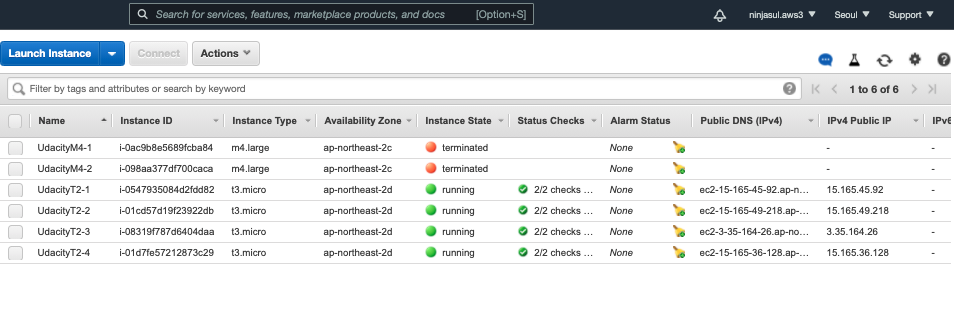 Search for services, features, marketplace products, and docs [Option+S] ninjasul.aws3 Seoul Support
Launch Instance Connect Actions
Filter by tags and attributes or search by keyword 1 to 6 of 6
Name Instance ID Instance Type Availability Zone Instance State Status Checks Alarm Status Public DNS (IPv4) IPv4 Public IP IPv6
UdacityM4-1 i-0ac9b8e5689fcba84 m4.large ap-northeast-2c terminated None - -
UdacityM4-2 i-098aa377df700caca m4.large ap-northeast-2c terminated None - -
UdacityT2-1 i-0547935084d2fdd82 t3.micro ap-northeast-2d running 2/2 checks ... None ec2-15-165-45-92.ap-n... 15.165.45.92 -
UdacityT2-2 i-01cd57d19f23922db t3.micro ap-northeast-2d running 2/2 checks ... None ec2-15-165-49-218.ap-... 15.165.49.218 -
UdacityT2-3 i-08319f787d6404daa t3.micro ap-northeast-2d running 2/2 checks ... None ec2-3-35-164-26.ap-no... 3.35.164.26 -
UdacityT2-4 i-01d7fe57212873c29 t3.micro ap-northeast-2d running 2/2 checks ... None ec2-15-165-36-128.ap-... 15.165.36.128 -